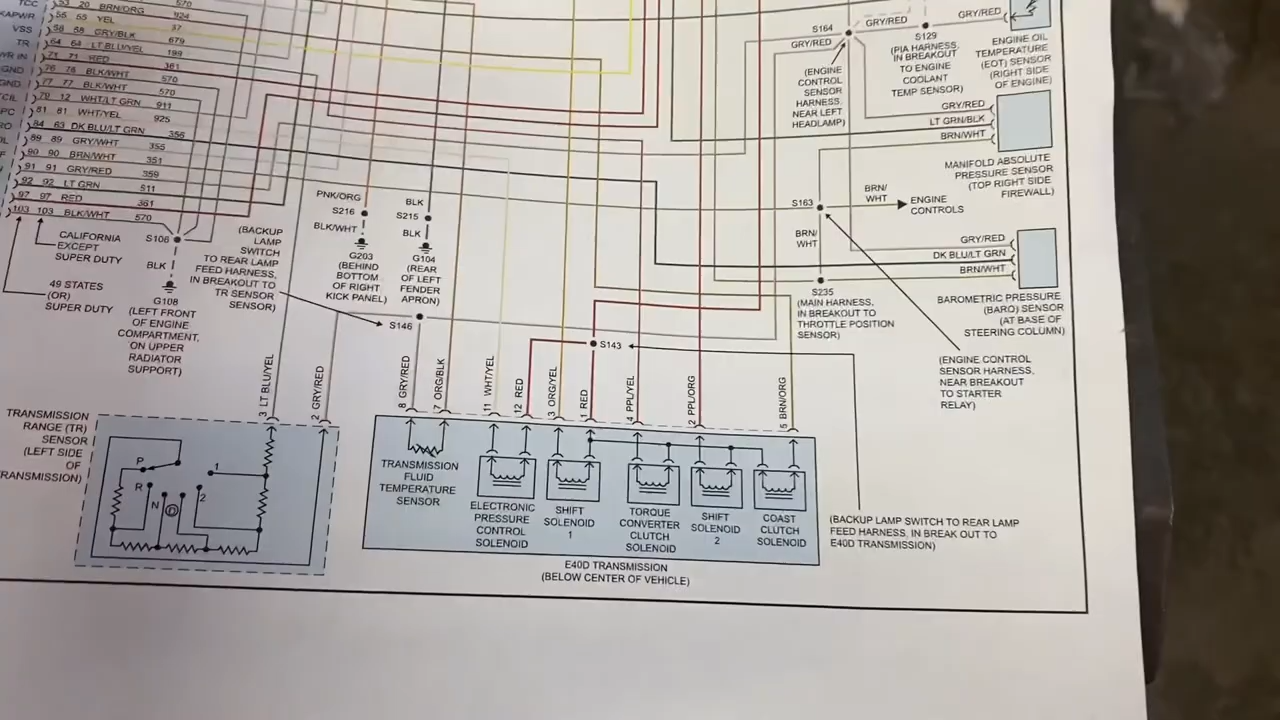 TCC 53 20 BRN/ORG 570
KAPWR 55 55 YEL 924
VSS 58 58 GRY/BLK 37
TR 64 64 LT BLU/YEL 679
WR IN 71 71 RED 199
GND 76 76 BLK/WHT 361
GND 77 77 BLK/WHT 570
TCIL 79 12 WHT/LT GRN 570
PC 81 81 WHT/YEL 911
RO 84 63 DK BLU/LT GRN 925
89 89 GRY/WHT 356
90 90 BRN/WHT 355
91 91 GRY/RED 351
92 92 LT GRN 359
97 97 RED 511
103 103 BLK/WHT 361
570
CALIFORNIA
EXCEPT
SUPER DUTY
49 STATES
(OR)
SUPER DUTY
S106
BLK
G108
(LEFT FRONT
OF ENGINE
COMPARTMENT,
ON UPPER
RADIATOR
SUPPORT)
(BACKUP
LAMP
SWITCH
TO REAR LAMP
FEED HARNESS,
IN BREAKOUT TO
TR SENSOR
SENSOR)
PNK/ORG
S216
BLK/WHT
G203
(BEHIND
BOTTOM
OF RIGHT
KICK PANEL)
BLK
S215
BLK
G104
(REAR
OF LEFT
FENDER
APRON)
S146
S143
S164
GRY/RED
GRY/RED
S129
(PIA HARNESS,
IN BREAKOUT
TO ENGINE
COOLANT
TEMP SENSOR)
GRY/RED
ENGINE OIL
TEMPERATURE
(EOT) SENSOR
(RIGHT SIDE
OF ENGINE)
(ENGINE
CONTROL
SENSOR
HARNESS,
NEAR LEFT
HEADLAMP)
GRY/RED
LT GRN/BLK
BRN/WHT
MANIFOLD ABSOLUTE
PRESSURE SENSOR
(TOP RIGHT SIDE
FIREWALL)
S163
BRN/
WHT
ENGINE
CONTROLS
BRN/
WHT
GRY/RED
DK BLU/LT GRN
BRN/WHT
S235
(MAIN HARNESS,
IN BREAKOUT TO
THROTTLE POSITION
SENSOR)
BAROMETRIC PRESSURE
(BARO) SENSOR
(AT BASE OF
STEERING COLUMN)
(ENGINE CONTROL
SENSOR HARNESS,
NEAR BREAKOUT
TO STARTER
RELAY)
3 LT BLU/YEL
2 GRY/RED
8 GRY/RED
7 ORG/BLK
11 WHT/YEL
12 RED
3 ORG/YEL
1 RED
4 PPL/YEL
2 PPL/ORG
5 BRN/ORG
TRANSMISSION
RANGE (TR)
SENSOR
(LEFT SIDE
OF
TRANSMISSION)
P
R
N
D
2
1
TRANSMISSION
FLUID
TEMPERATURE
SENSOR
ELECTRONIC
PRESSURE
CONTROL
SOLENOID
SHIFT
SOLENOID
1
TORQUE
CONVERTER
CLUTCH
SOLENOID
SHIFT
SOLENOID
2
COAST
CLUTCH
SOLENOID
E4OD TRANSMISSION
(BELOW CENTER OF VEHICLE)
(BACKUP LAMP SWITCH TO REAR LAMP
FEED HARNESS, IN BREAK OUT TO
E4OD TRANSMISSION)